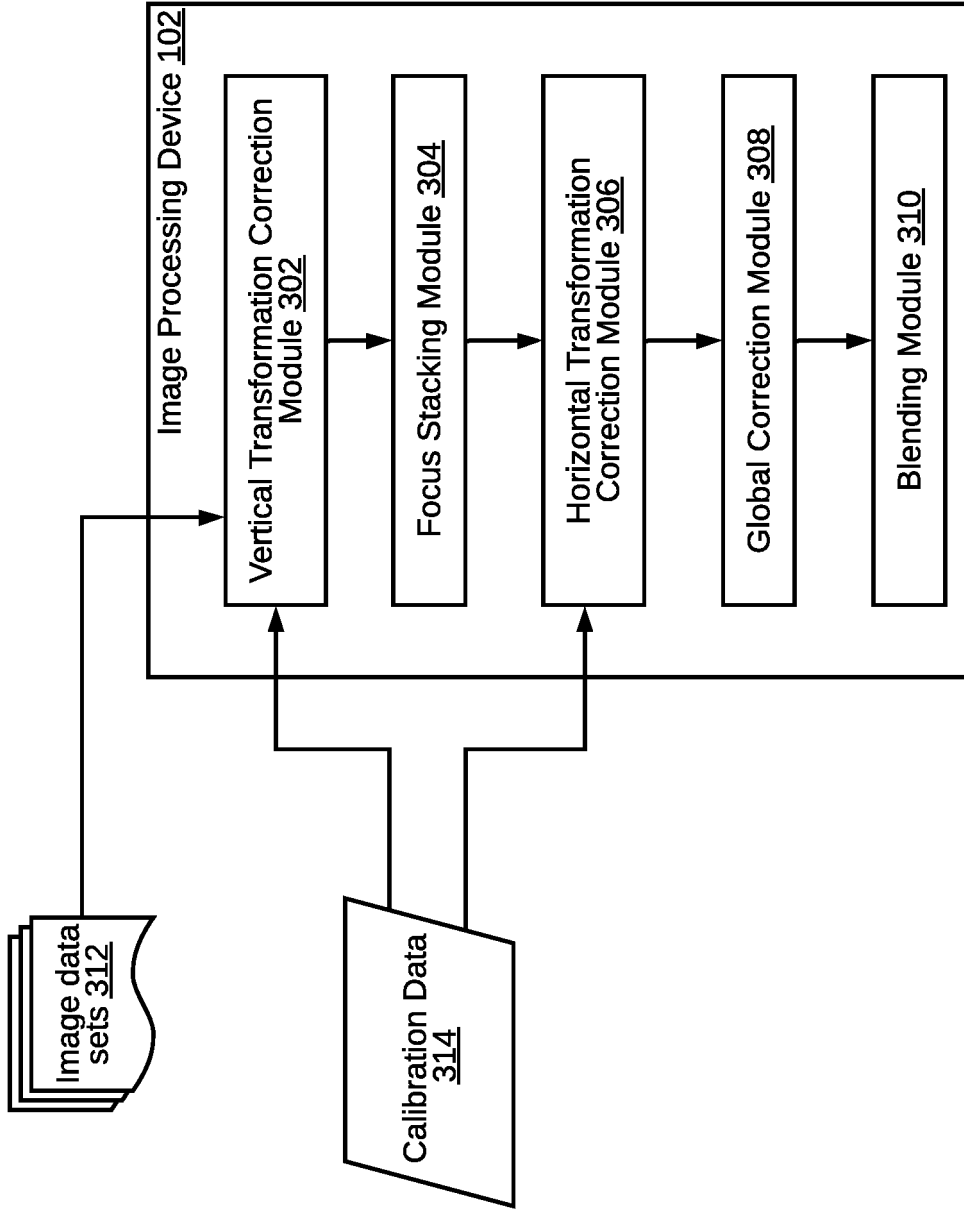 Image data
sets 312
Image Processing Device 102
Vertical Transformation Correction
Module 302
Focus Stacking Module 304
Calibration Data
314
Horizontal Transformation
Correction Module 306
Global Correction Module 308
Blending Module 310